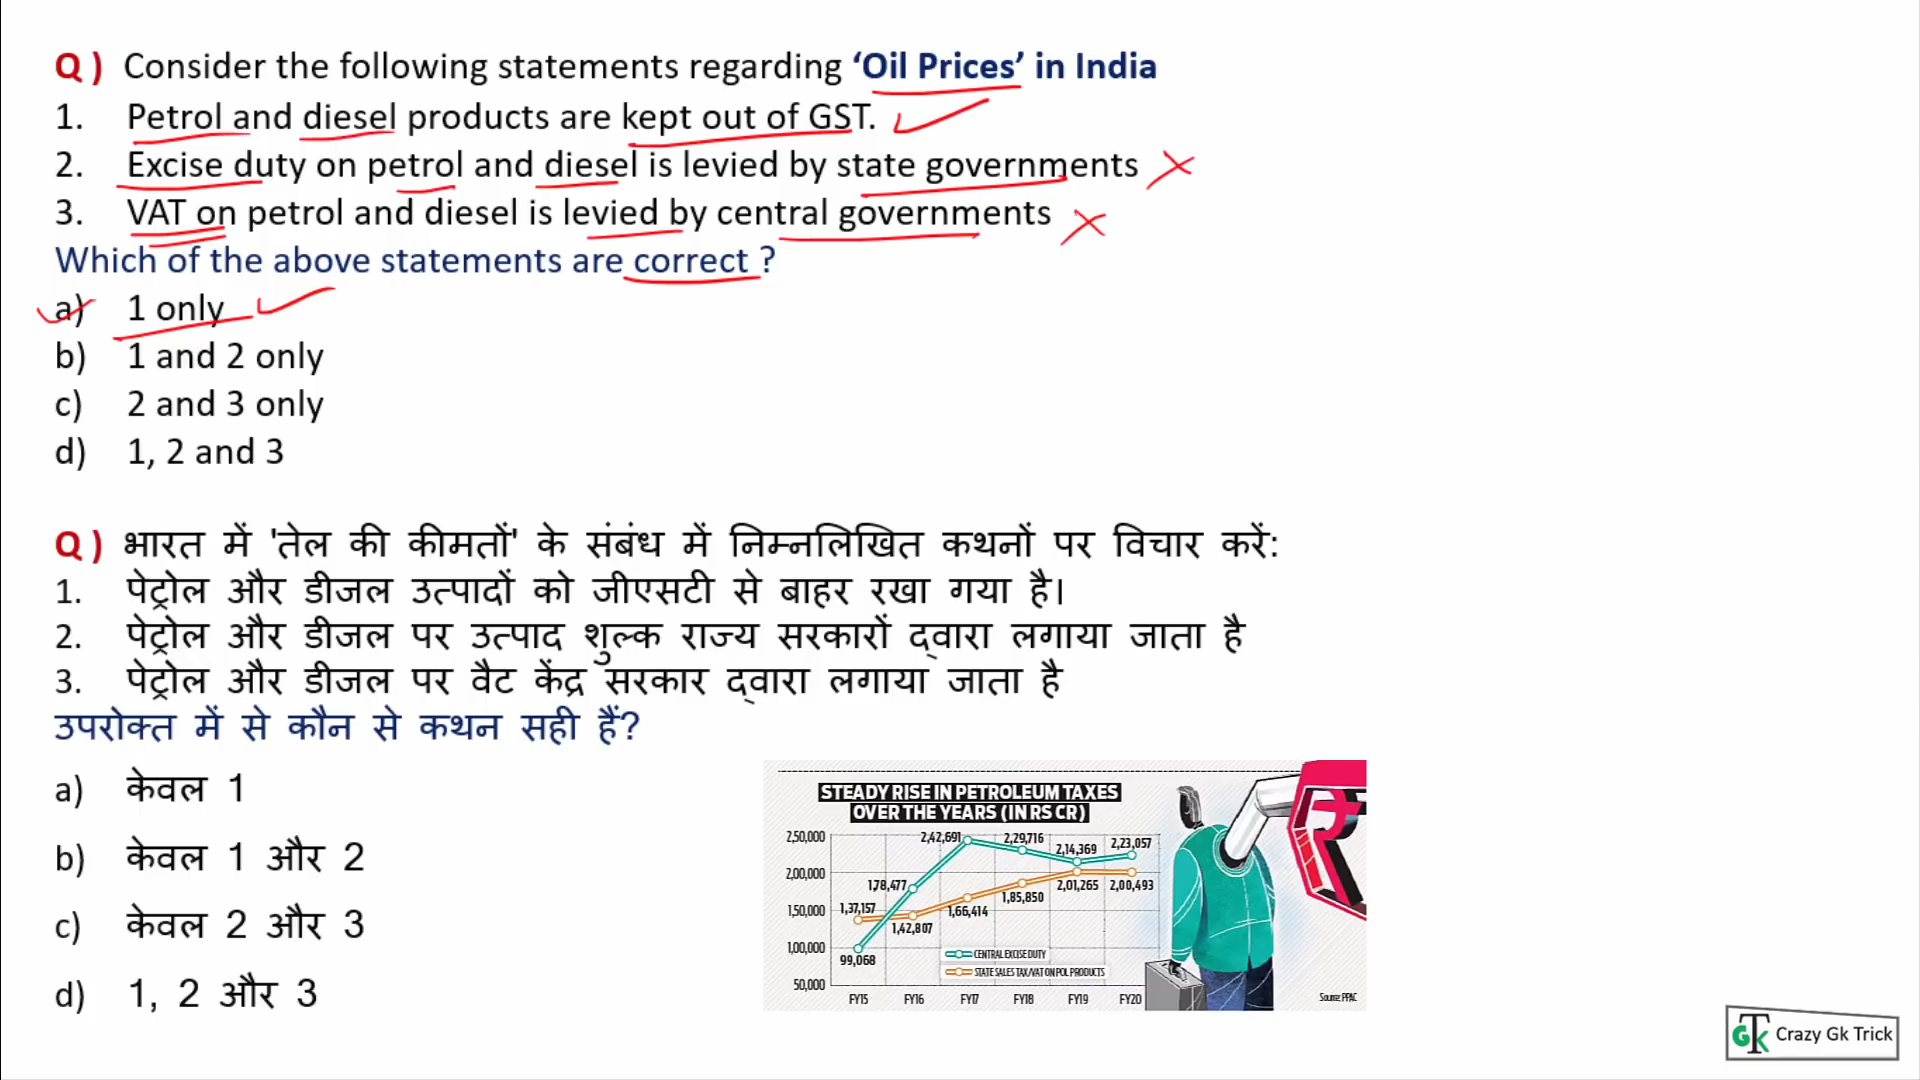 Q ) Consider the following statements regarding ‘Oil Prices’ in India
1. Petrol and diesel products are kept out of GST.
2. Excise duty on petrol and diesel is levied by state governments
3. VAT on petrol and diesel is levied by central governments
Which of the above statements are correct ?
a) 1 only
b) 1 and 2 only
c) 2 and 3 only
d) 1, 2 and 3
Q ) भारत में 'तेल की कीमतों' के संबंध में निम्नलिखित कथनों पर विचार करें:
1. पेट्रोल और डीजल उत्पादों को जीएसटी से बाहर रखा गया है।
2. पेट्रोल और डीजल पर उत्पाद शुल्क राज्य सरकारों द्वारा लगाया जाता है
3. पेट्रोल और डीजल पर वैट केंद्र सरकार द्वारा लगाया जाता है
उपरोक्त में से कौन से कथन सही हैं?
a) केवल 1
b) केवल 1 और 2
c) केवल 2 और 3
d) 1, 2 और 3
STEADY RISE IN PETROLEUM TAXES
OVER THE YEARS (IN RS CR)
2,50,000
2,00,000
1,50,000
1,00,000
50,000
2,42,691
2,29,716
2,14,369
2,23,057
1,78,477
99,068
1,37,157
1,42,807
1,66,414
1,85,850
2,01,265
2,00,493
CENTRAL EXCISE DUTY
STATE SALES TAX/VAT ON POL PRODUCTS
FY15 FY16 FY17 FY18 FY19 FY20
Source: PPAC
GTK Crazy Gk Trick